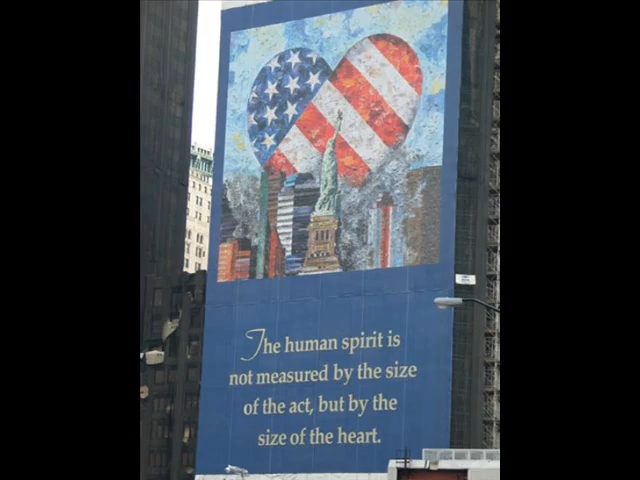 The human spirit is
not measured by the size
of the act, but by the
size of the heart.